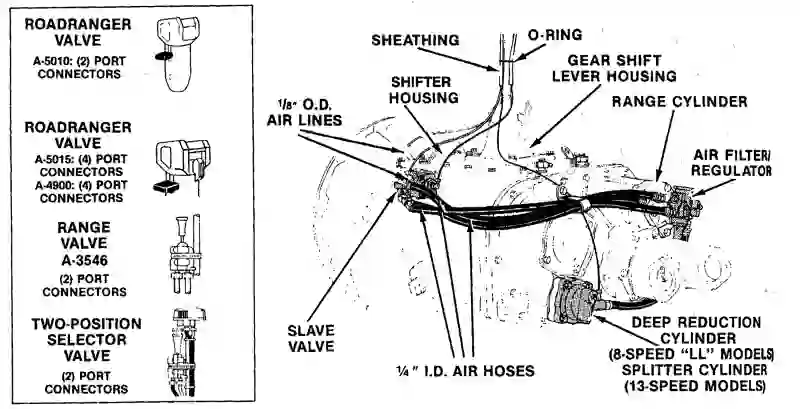 ROADRANGER
VALVE
A-5010: (2) PORT
CONNECTORS
ROADRANGER
VALVE
A-5015: (4) PORT
CONNECTORS
A-4900: (4) PORT
CONNECTORS
RANGE
VALVE
A-3546
(2) PORT
CONNECTORS
TWO-POSITION
SELECTOR
VALVE
(2) PORT
CONNECTORS
SHEATHING
O-RING
GEAR SHIFT
LEVER HOUSING
SHIFTER
HOUSING
RANGE CYLINDER
1/8" O.D.
AIR LINES
AIR FILTER/
REGULATOR
SLAVE
VALVE
1/4" I.D. AIR HOSES
DEEP REDUCTION
CYLINDER
(8-SPEED "LL" MODELS)
SPLITTER CYLINDER
(13-SPEED MODELS)